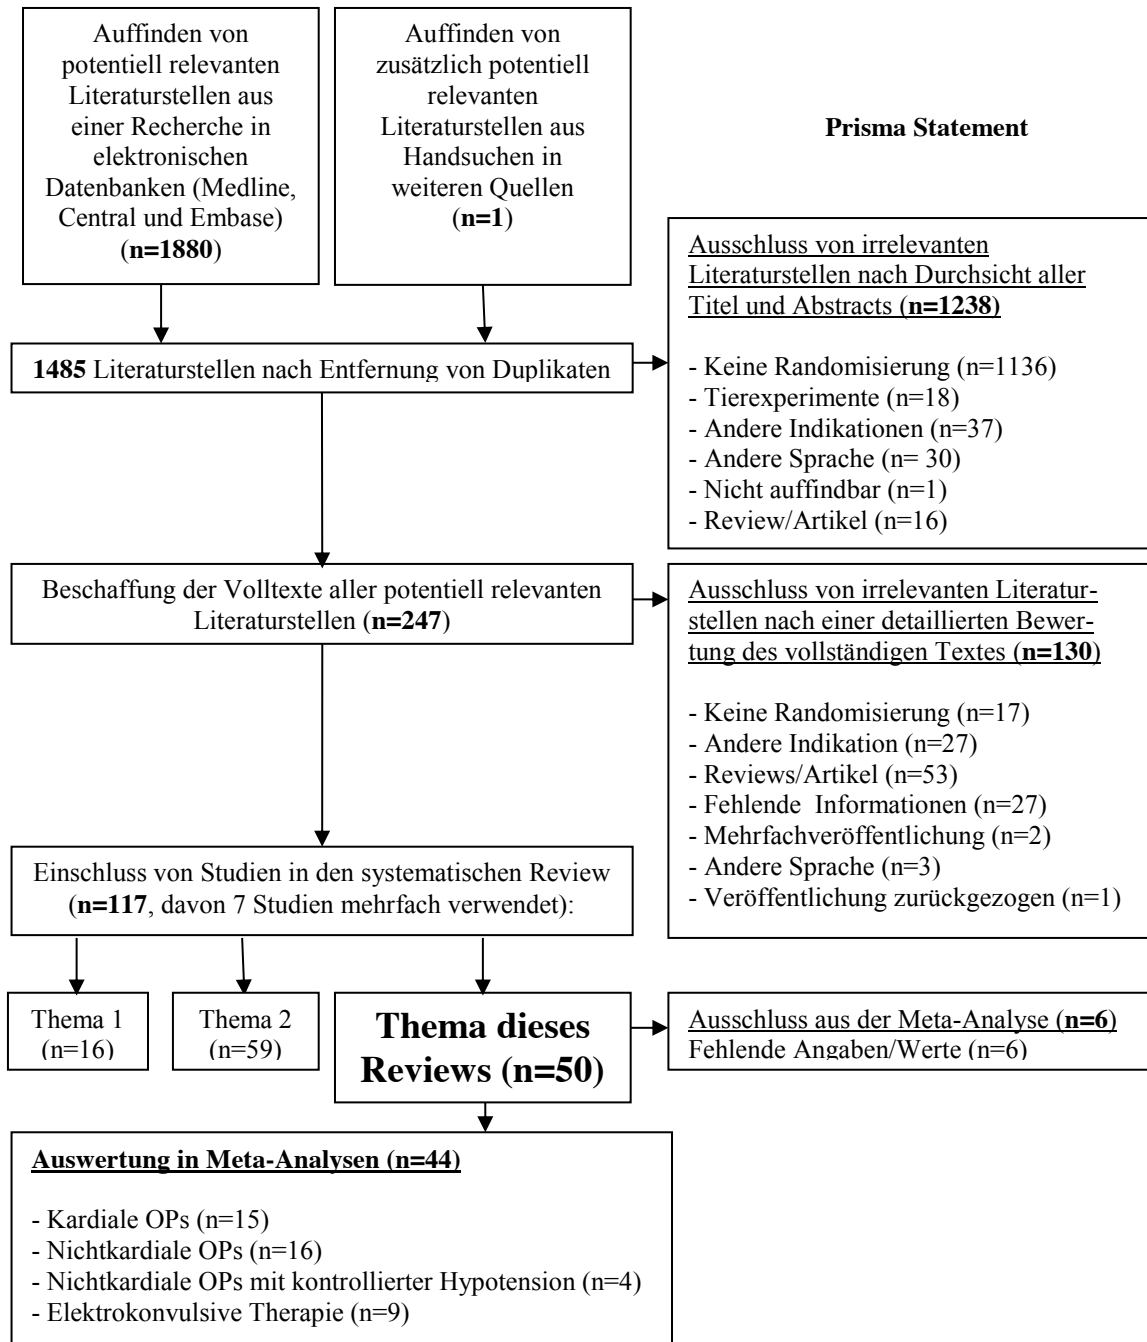 Auffinden von
potentiell relevanten
Literaturstellen aus
einer Recherche in
elektronischen
Datenbanken (Medline,
Central und Embase)
(n=1880)
Auffinden von
zusätzlich potentiell
relevanten
Literaturstellen aus
Handsuchen in
weiteren Quellen
(n=1)
Prisma Statement
1485 Literaturstellen nach Entfernung von Duplikaten
Ausschluss von irrelevanten
Literaturstellen nach Durchsicht aller
Titel und Abstracts (n=1238)
- Keine Randomisierung (n=1136)
- Tierexperimente (n=18)
- Andere Indikationen (n=37)
- Andere Sprache (n= 30)
- Nicht auffindbar (n=1)
- Review/Artikel (n=16)
Beschaffung der Volltexte aller potentiell relevanten
Literaturstellen (n=247)
Ausschluss von irrelevanten Literatur-
stellen nach einer detaillierten Bewer-
tung des vollständigen Textes (n=130)
- Keine Randomisierung (n=17)
- Andere Indikation (n=27)
- Reviews/Artikel (n=53)
- Fehlende  Informationen (n=27)
- Mehrfachveröffentlichung (n=2)
- Andere Sprache (n=3)
- Veröffentlichung zurückgezogen (n=1)
Einschluss von Studien in den systematischen Review
(n=117, davon 7 Studien mehrfach verwendet):
Thema 1
(n=16)
Thema 2
(n=59)
Thema dieses
Reviews (n=50)
Ausschluss aus der Meta-Analyse (n=6)
Fehlende Angaben/Werte (n=6)
Auswertung in Meta-Analysen (n=44)
- Kardiale OPs (n=15)
- Nichtkardiale OPs (n=16)
- Nichtkardiale OPs mit kontrollierter Hypotension (n=4)
- Elektrokonvulsive Therapie (n=9)